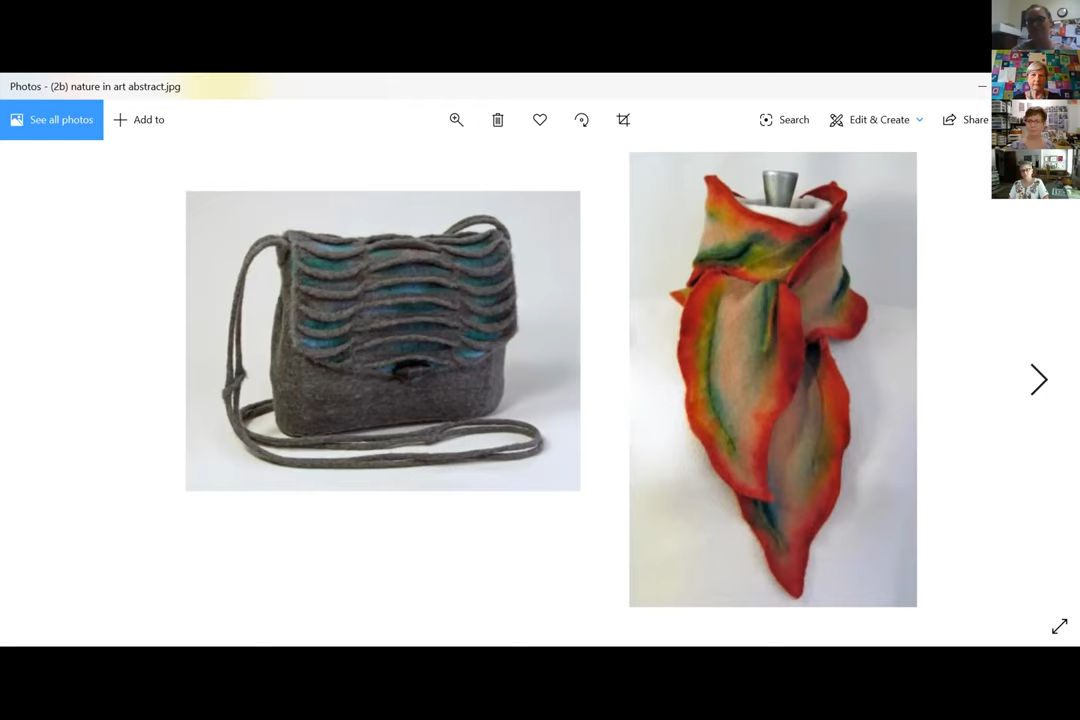 Photos - (2b) nature in art abstract.jpg
See all photos
Add to
Search
Edit & Create
Share